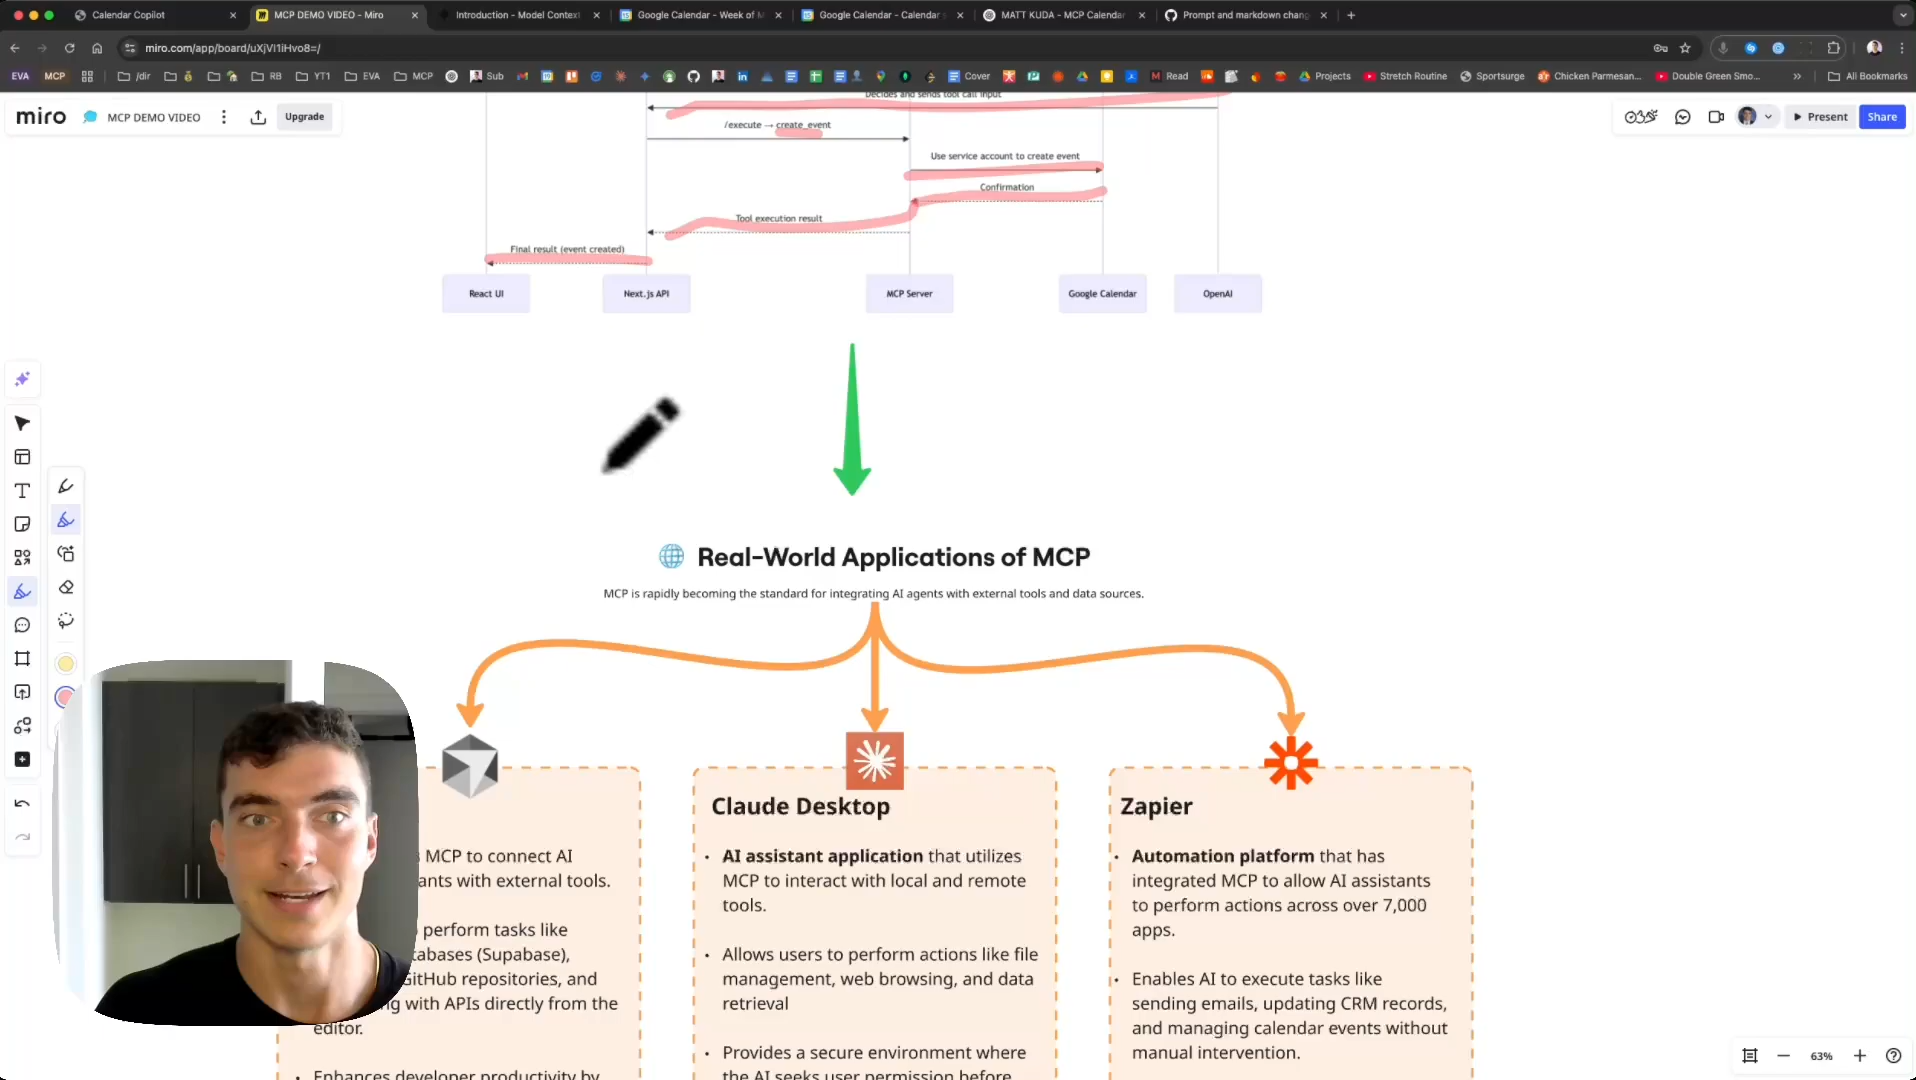 Calendar Copilot
MCP DEMO VIDEO - Miro
Introduction - Model Context
Google Calendar - Week of M
Google Calendar - Calendar
MATT KUDA - MCP Calendar
Prompt and markdown chang
miro.com/app/board/uXjVI1iHvo8=/
EVA
MCP
/dir
RB
YT1
EVA
MCP
Sub
Cover
Read
Projects
Stretch Routine
Sportsurge
Chicken Parmesan...
Double Green Smo...
All Bookmarks
miro
MCP DEMO VIDEO
Upgrade
Present
Share
Decides and sends tool call input
/execute → create_event
Use service account to create event
Confirmation
Tool execution result
Final result (event created)
React UI
Next.js API
MCP Server
Google Calendar
OpenAI
Real-World Applications of MCP
MCP is rapidly becoming the standard for integrating AI agents with external tools and data sources.
MCP to connect AI
with external tools.
perform tasks like
(Supabase),
GitHub repositories, and
with APIs directly from the
editor.
Enhances developer productivity by
Claude Desktop
• AI assistant application that utilizes
MCP to interact with local and remote
tools.
• Allows users to perform actions like file
management, web browsing, and data
retrieval
• Provides a secure environment where
the AI seeks user permission before
Zapier
• Automation platform that has
integrated MCP to allow AI assistants
to perform actions across over 7,000
apps.
• Enables AI to execute tasks like
sending emails, updating CRM records,
and managing calendar events without
manual intervention.
63%